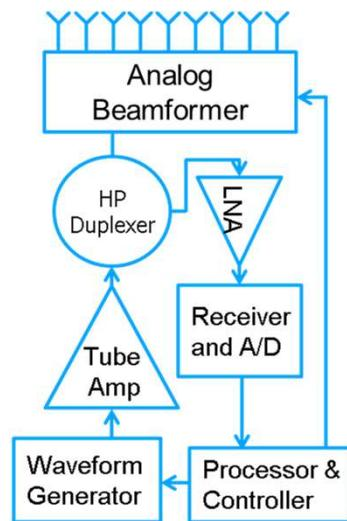 Analog
Beamformer
HP
Duplexer
LNA
Receiver
and A/D
Tube
Amp
Waveform
Generator
Processor &
Controller